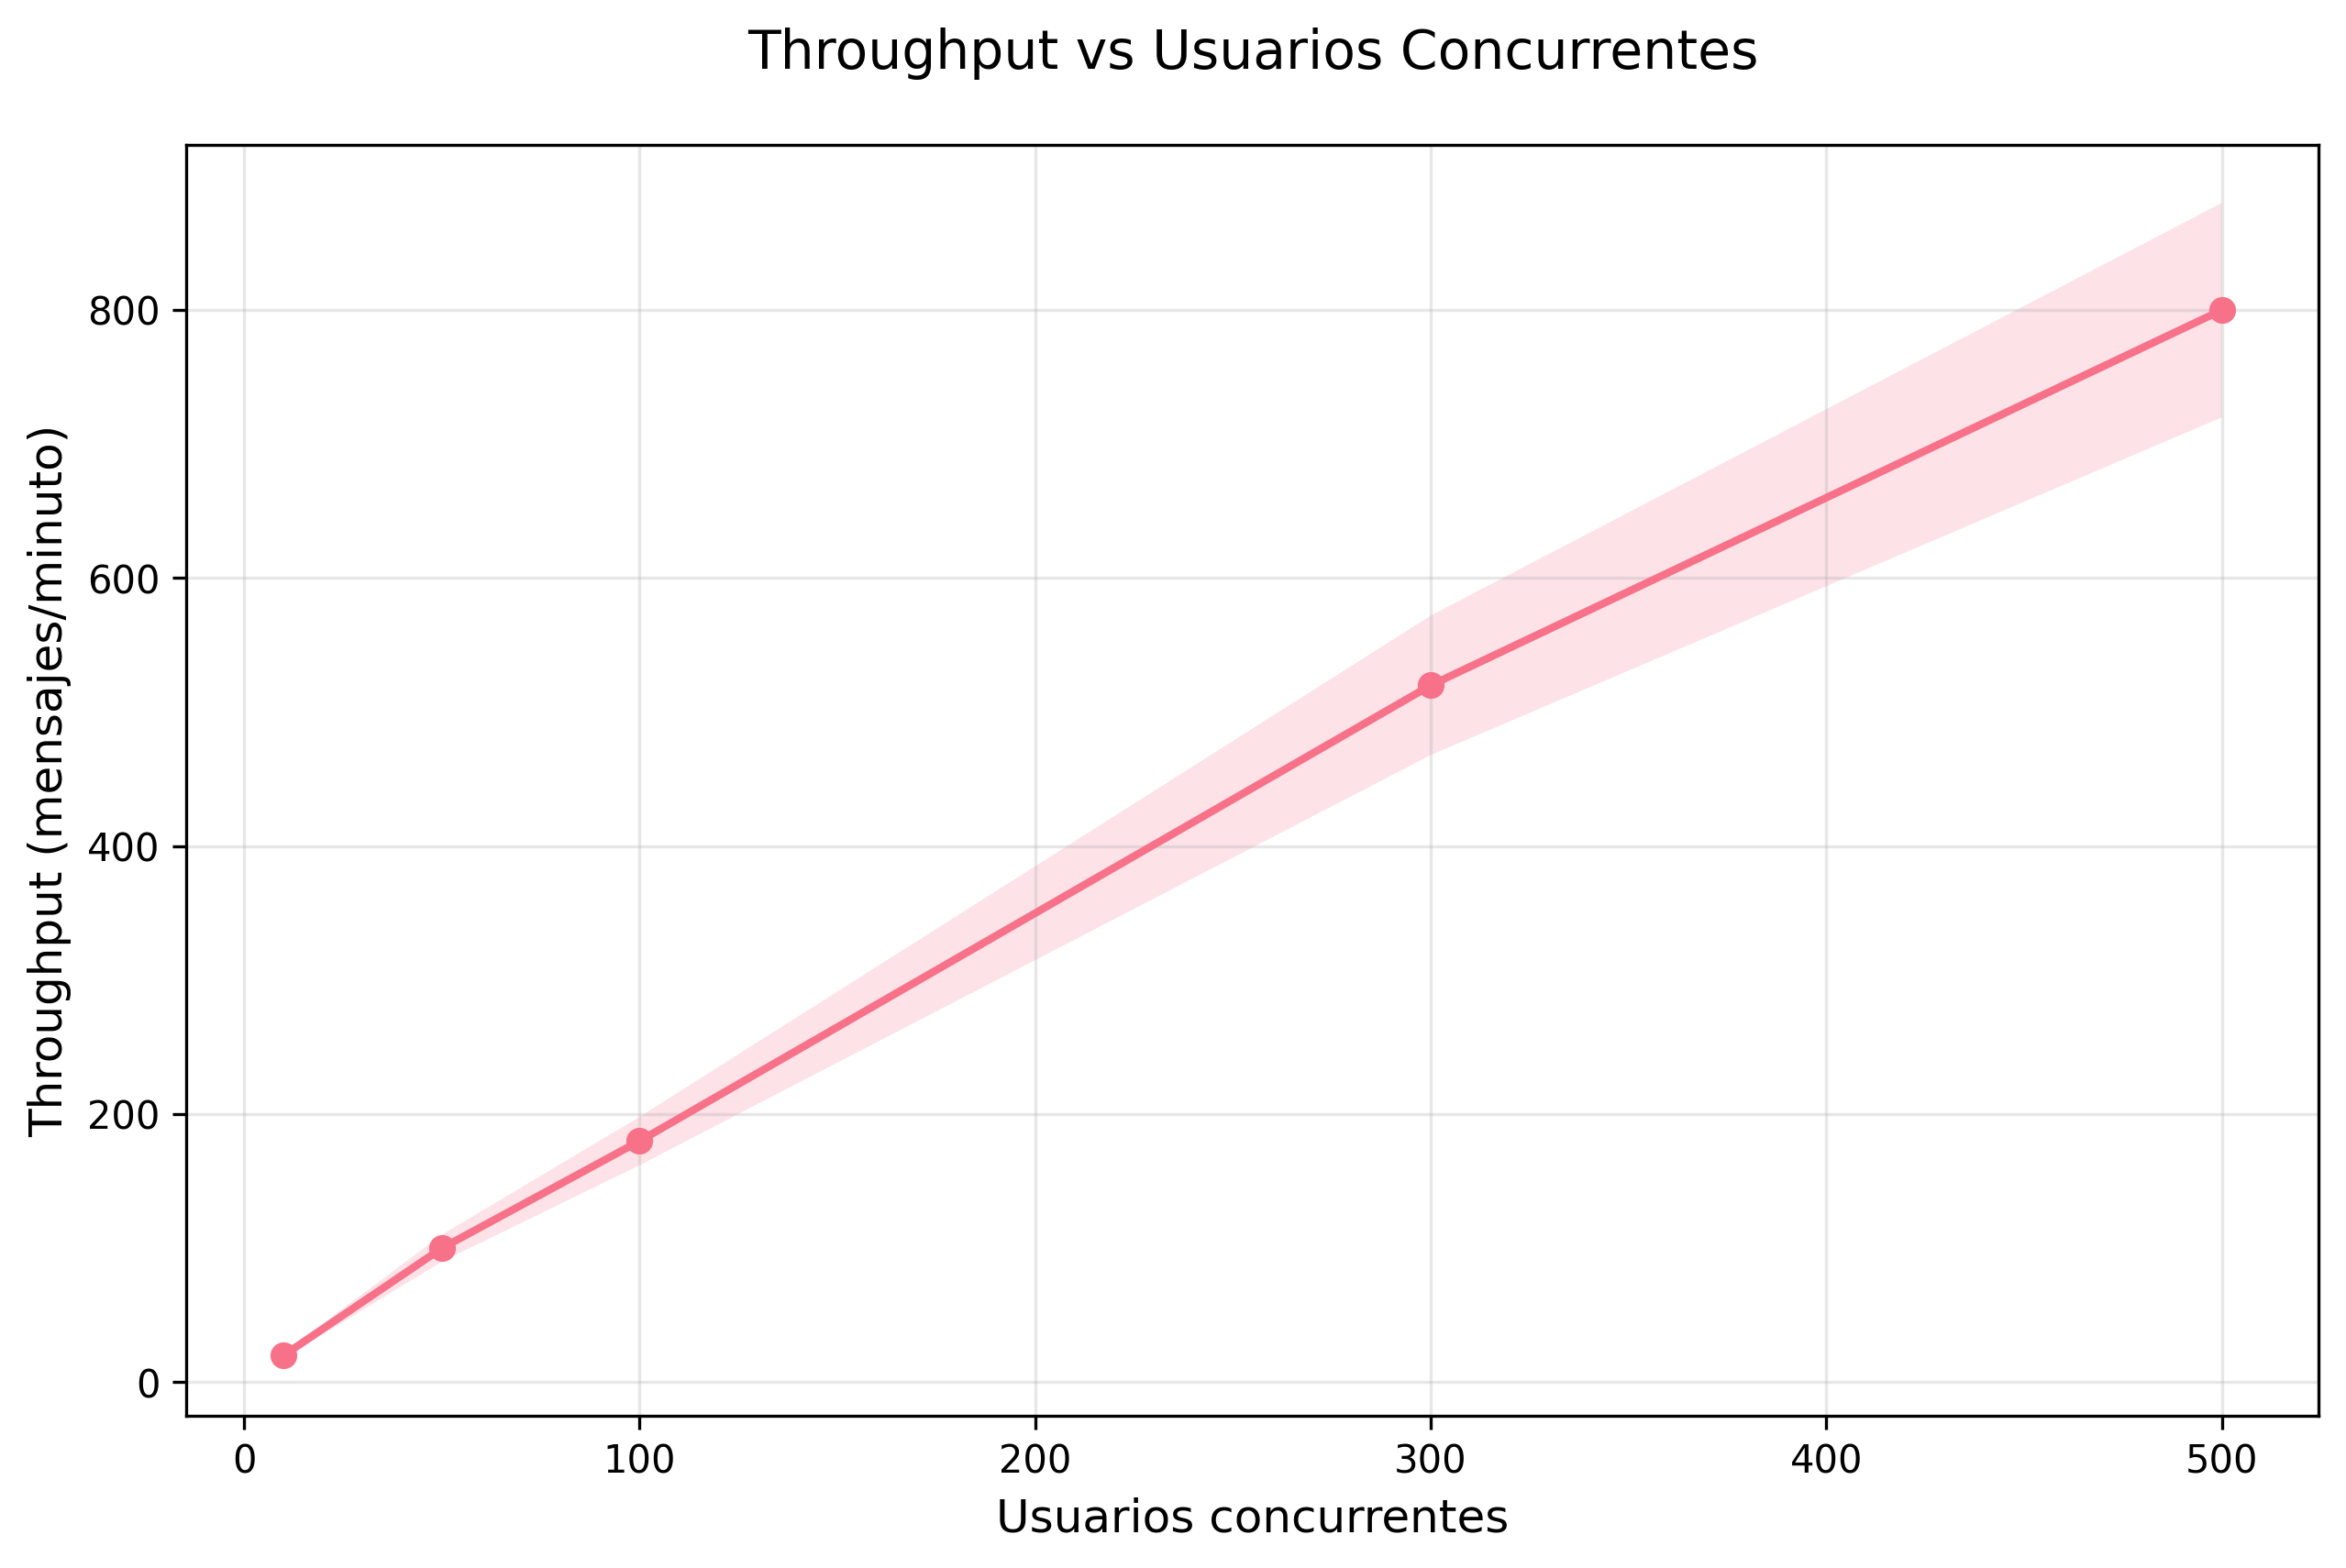 Throughput vs Usuarios Concurrentes
Throughput (mensajes/minuto)
800
600
400
200
0
0 100 200 300 400 500
Usuarios concurrentes